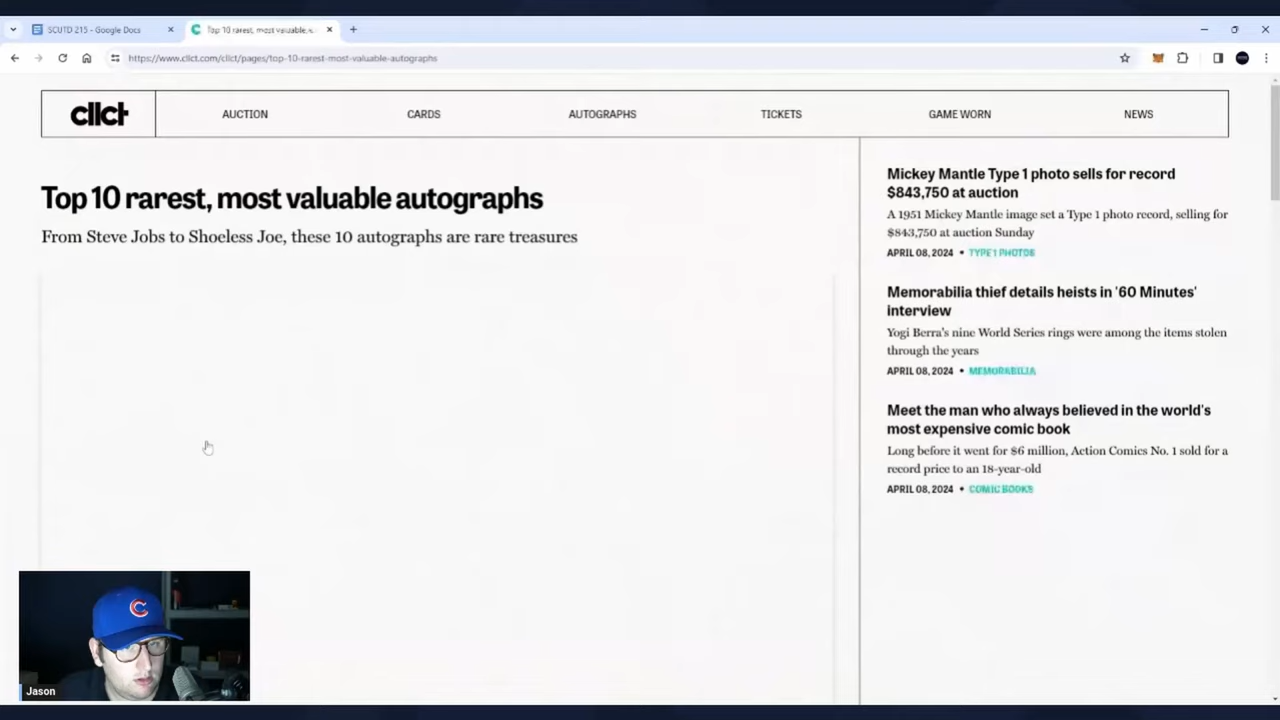 SCUTD 215 - Google Docs
Top 10 rarest, most valuable,
https://www.cllct.com/cllct/pages/top-10-rarest-most-valuable-autographs
cllct
AUCTION
CARDS
AUTOGRAPHS
TICKETS
GAME WORN
NEWS
Top 10 rarest, most valuable autographs
From Steve Jobs to Shoeless Joe, these 10 autographs are rare treasures
Mickey Mantle Type 1 photo sells for record
$843,750 at auction
A 1951 Mickey Mantle image set a Type 1 photo record, selling for
$843,750 at auction Sunday
APRIL 08, 2024 • TYPE 1 PHOTOS
Memorabilia thief details heists in '60 Minutes'
interview
Yogi Berra's nine World Series rings were among the items stolen
through the years
APRIL 08, 2024 • MEMORABILIA
Meet the man who always believed in the world's
most expensive comic book
Long before it went for $6 million, Action Comics No. 1 sold for a
record price to an 18-year-old
APRIL 08, 2024 • COMIC BOOKS
C
Jason